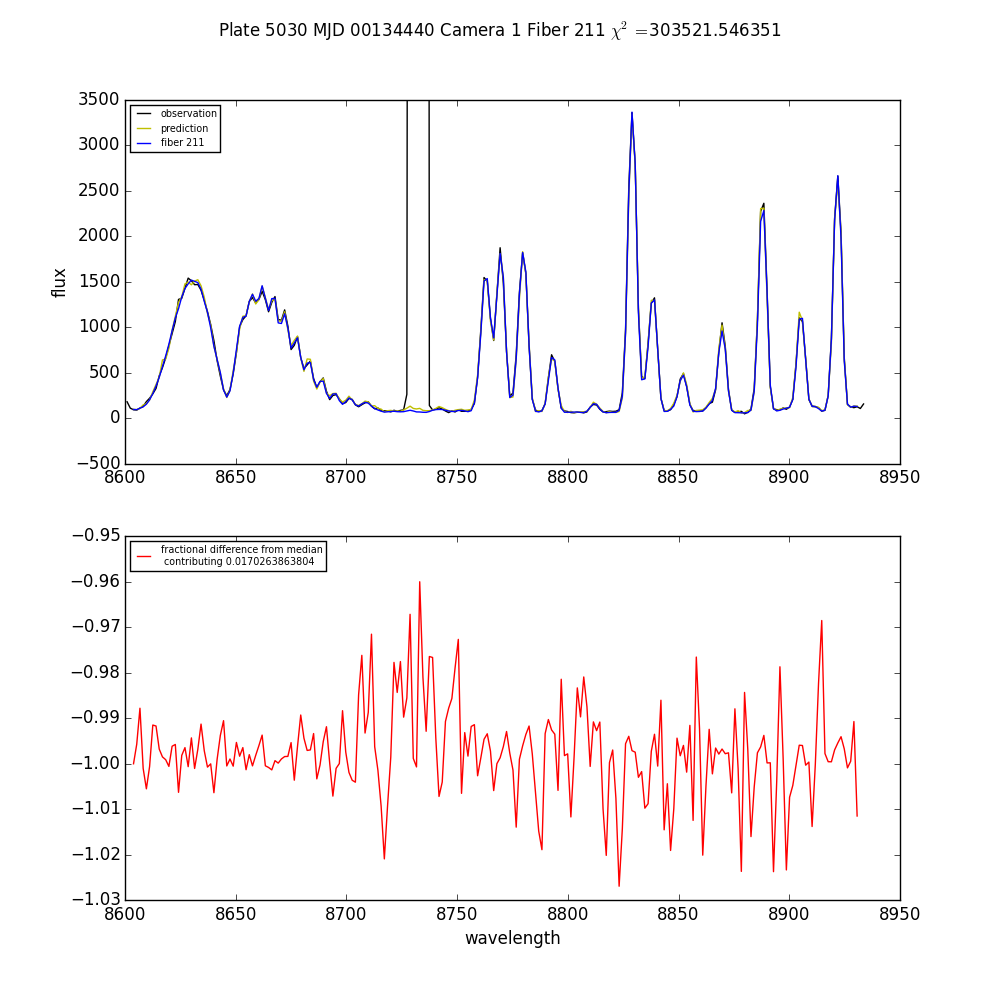 Plate 5030 MJD 00134440 Camera 1 Fiber 211 χ² =303521.546351
3500
3000
2500
2000
1500
1000
500
0
−500
flux
observation
prediction
fiber 211
8600 8650 8700 8750 8800 8850 8900 8950
−0.95
−0.96
−0.97
−0.98
−0.99
−1.00
−1.01
−1.02
−1.03
fractional difference from median
contributing 0.0170263863804
8600 8650 8700 8750 8800 8850 8900 8950
wavelength